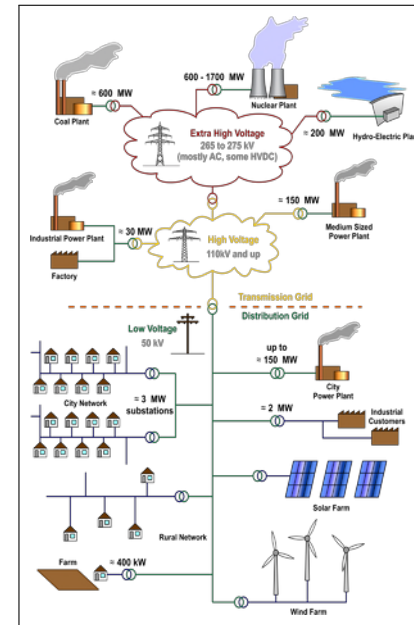 600 - 1700 MW
≈ 600 MW
Nuclear Plant
Coal Plant
Extra High Voltage
265 to 275 kV
(mostly AC, some HVDC)
≈ 200 MW
Hydro-Electric Plant
≈ 150 MW
≈ 30 MW
Industrial Power Plant
High Voltage
110kV and up
Medium Sized
Power Plant
Factory
Transmission Grid
Distribution Grid
Low Voltage
50 kV
up to
≈ 150 MW
City
Power Plant
City Network
≈ 3 MW
substations
≈ 2 MW
Industrial
Customers
Solar Farm
Rural Network
Farm
≈ 400 kW
Wind Farm